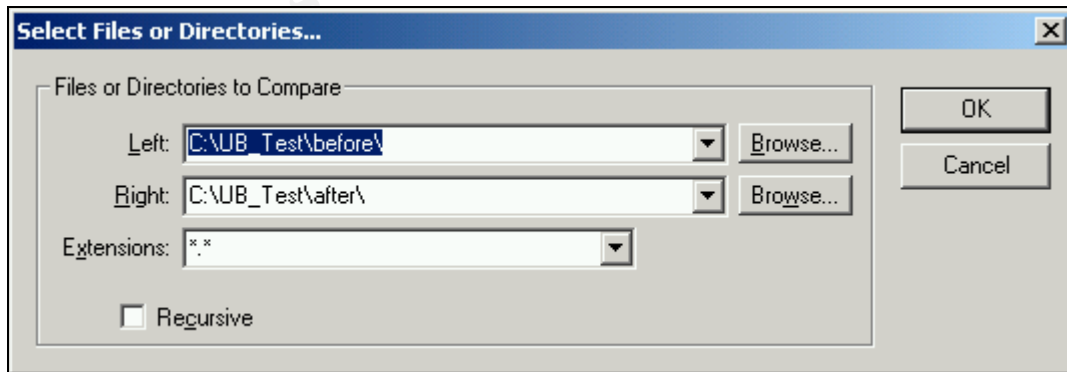 Select Files or Directories...
Files or Directories to Compare
Left: C:\UB_Test\before\ Browse...
Right: C:\UB_Test\after\ Browse...
Extensions: *.*
Recursive
OK
Cancel